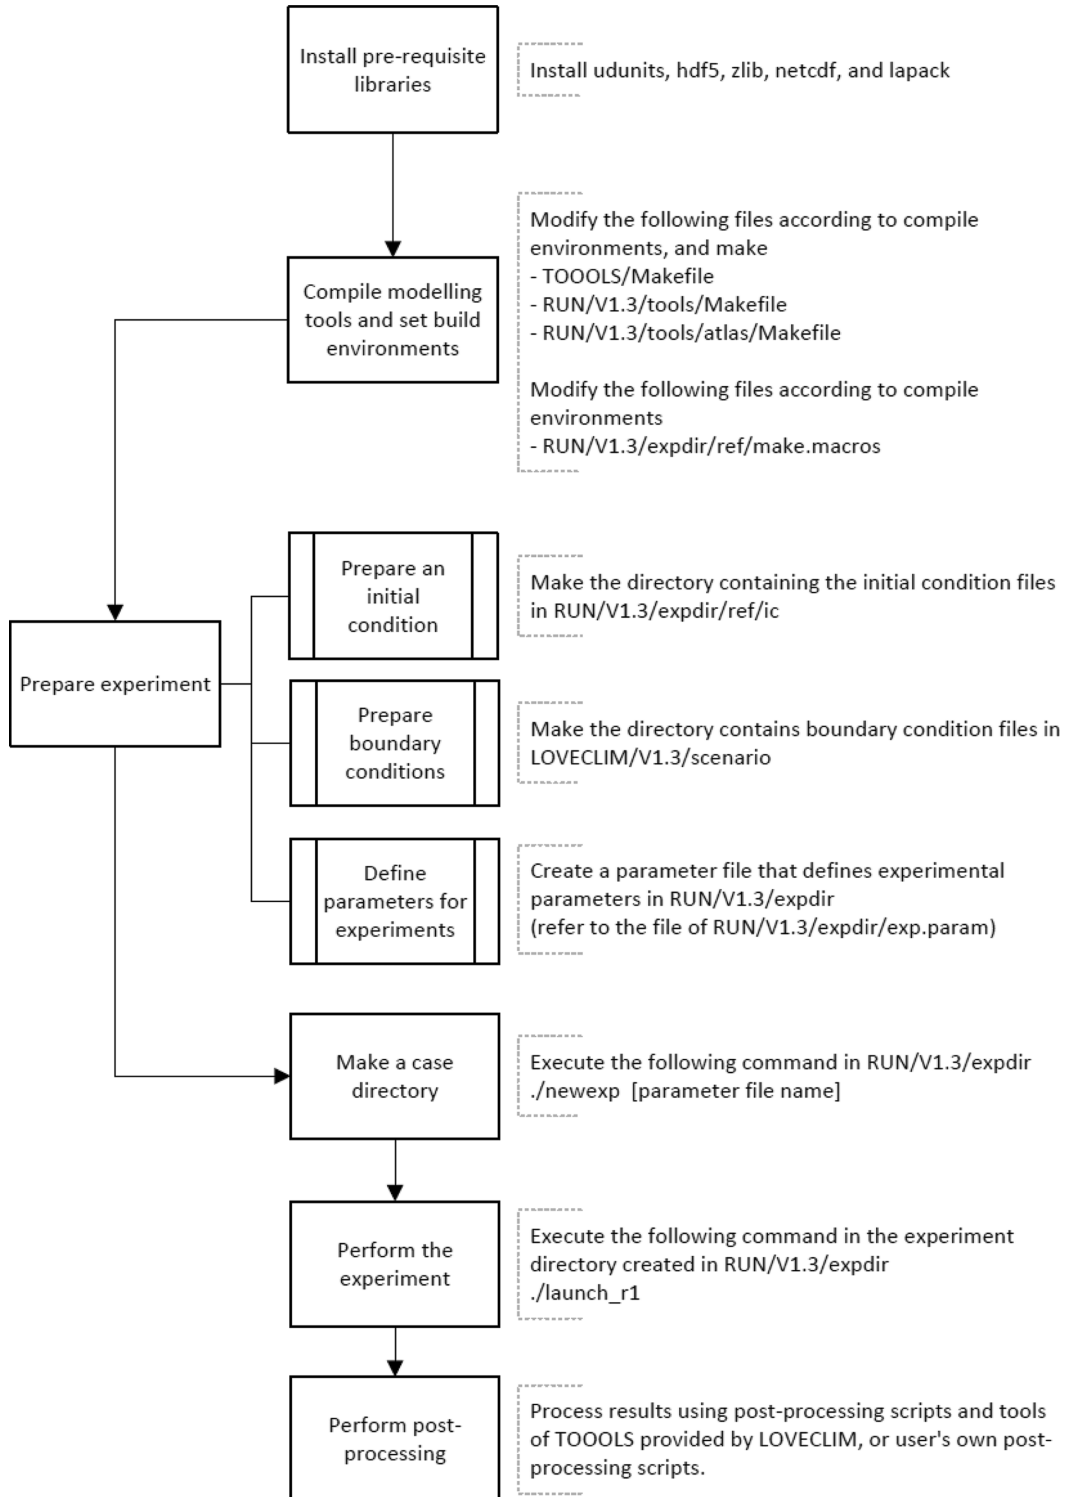 Install pre-requisite
libraries
Install udunits, hdf5, zlib, netcdf, and lapack
Compile modelling
tools and set build
environments
Modify the following files according to compile
environments, and make
- TOOOLS/Makefile
- RUN/V1.3/tools/Makefile
- RUN/V1.3/tools/atlas/Makefile
Modify the following files according to compile
environments
- RUN/V1.3/expdir/ref/make.macros
Prepare experiment
Prepare an
initial
condition
Make the directory containing the initial condition files
in RUN/V1.3/expdir/ref/ic
Prepare
boundary
conditions
Make the directory contains boundary condition files in
LOVECLIM/V1.3/scenario
Define
parameters for
experiments
Create a parameter file that defines experimental
parameters in RUN/V1.3/expdir
(refer to the file of RUN/V1.3/expdir/exp.param)
Make a case
directory
Execute the following command in RUN/V1.3/expdir
./newexp [parameter file name]
Perform the
experiment
Execute the following command in the experiment
directory created in RUN/V1.3/expdir
./launch_r1
Perform post-
processing
Process results using post-processing scripts and tools
of TOOOLS provided by LOVECLIM, or user's own post-
processing scripts.